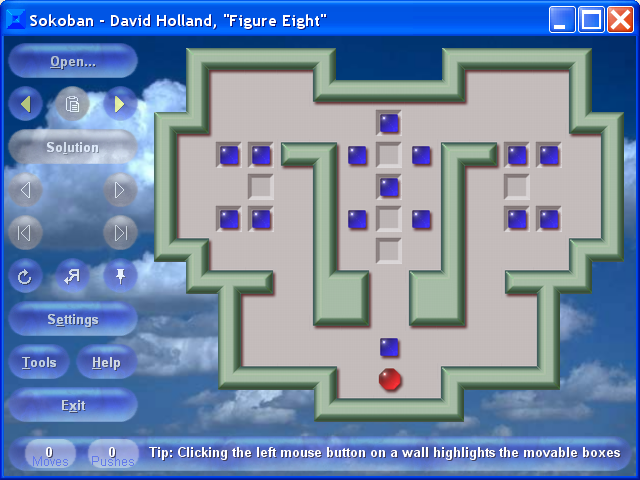 Sokoban - David Holland, "Figure Eight"
Open...
Solution
Settings
Tools Help
Exit
0 0
Moves Pushes
Tip: Clicking the left mouse button on a wall highlights the movable boxes